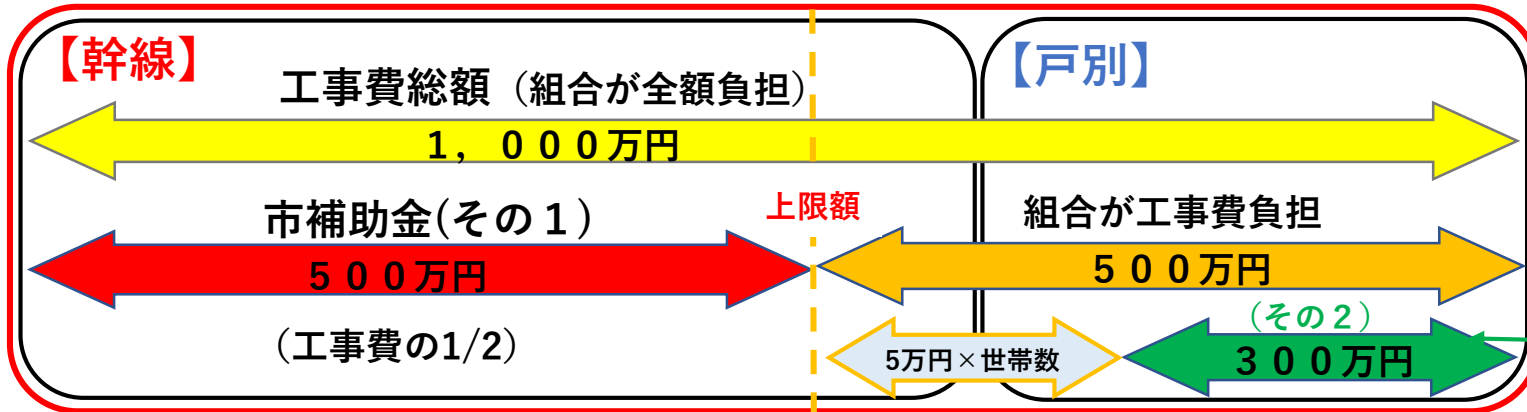 【幹線】
【戸別】
工事費総額（組合が全額負担）
１，０００万円
市補助金(その１)
上限額
組合が工事費負担
５００万円
５００万円
（工事費の1/2）
（その２）
5万円×世帯数
３００万円